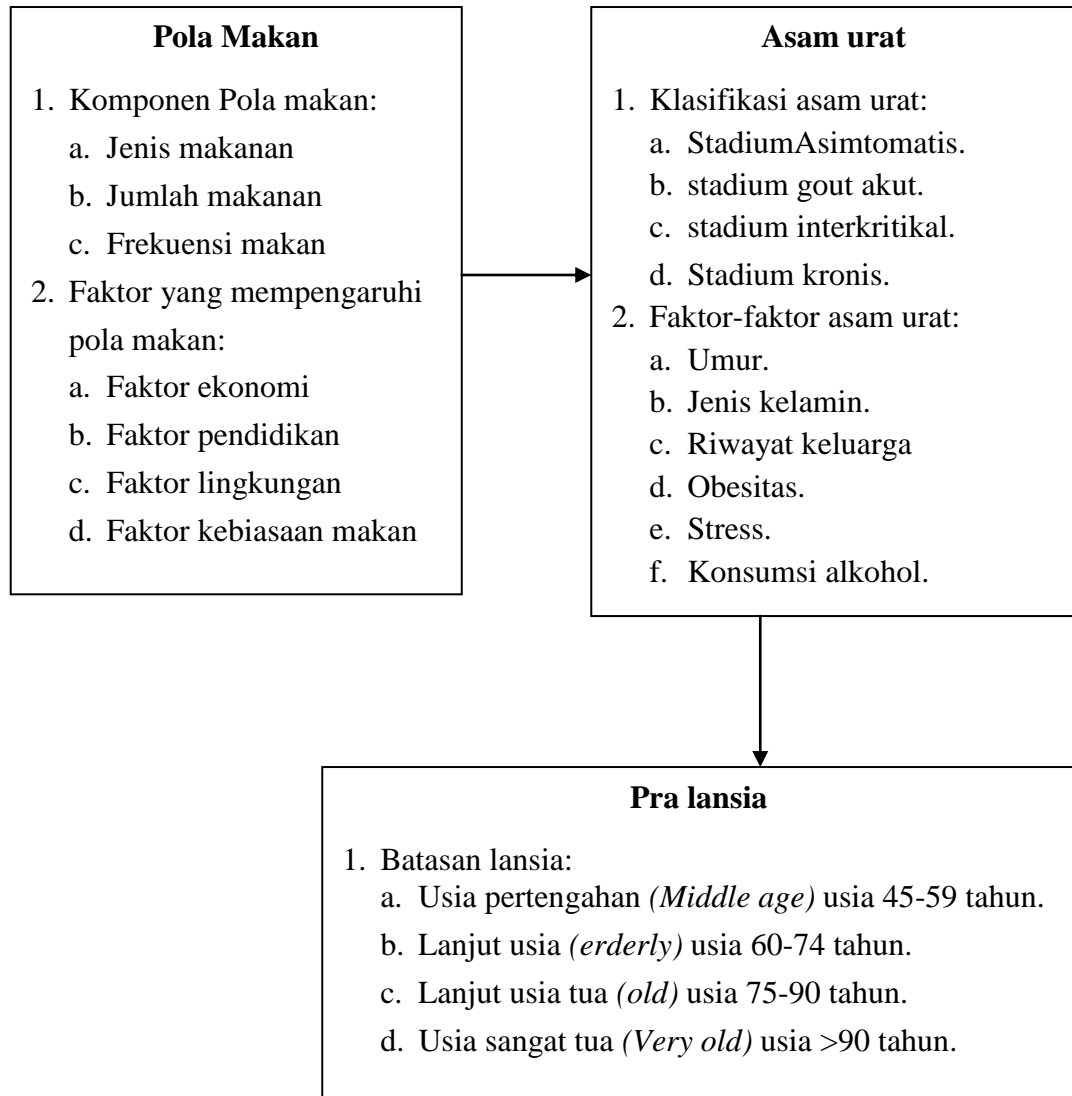 Pola Makan
1. Komponen Pola makan:
a. Jenis makanan
b. Jumlah makanan
c. Frekuensi makan
2. Faktor yang mempengaruhi
pola makan:
a. Faktor ekonomi
b. Faktor pendidikan
c. Faktor lingkungan
d. Faktor kebiasaan makan
Asam urat
1. Klasifikasi asam urat:
a. StadiumAsimtomatis.
b. stadium gout akut.
c. stadium interkritikal.
d. Stadium kronis.
2. Faktor-faktor asam urat:
a. Umur.
b. Jenis kelamin.
c. Riwayat keluarga
d. Obesitas.
e. Stress.
f. Konsumsi alkohol.
Pra lansia
1. Batasan lansia:
a. Usia pertengahan (Middle age) usia 45-59 tahun.
b. Lanjut usia (erderly) usia 60-74 tahun.
c. Lanjut usia tua (old) usia 75-90 tahun.
d. Usia sangat tua (Very old) usia >90 tahun.